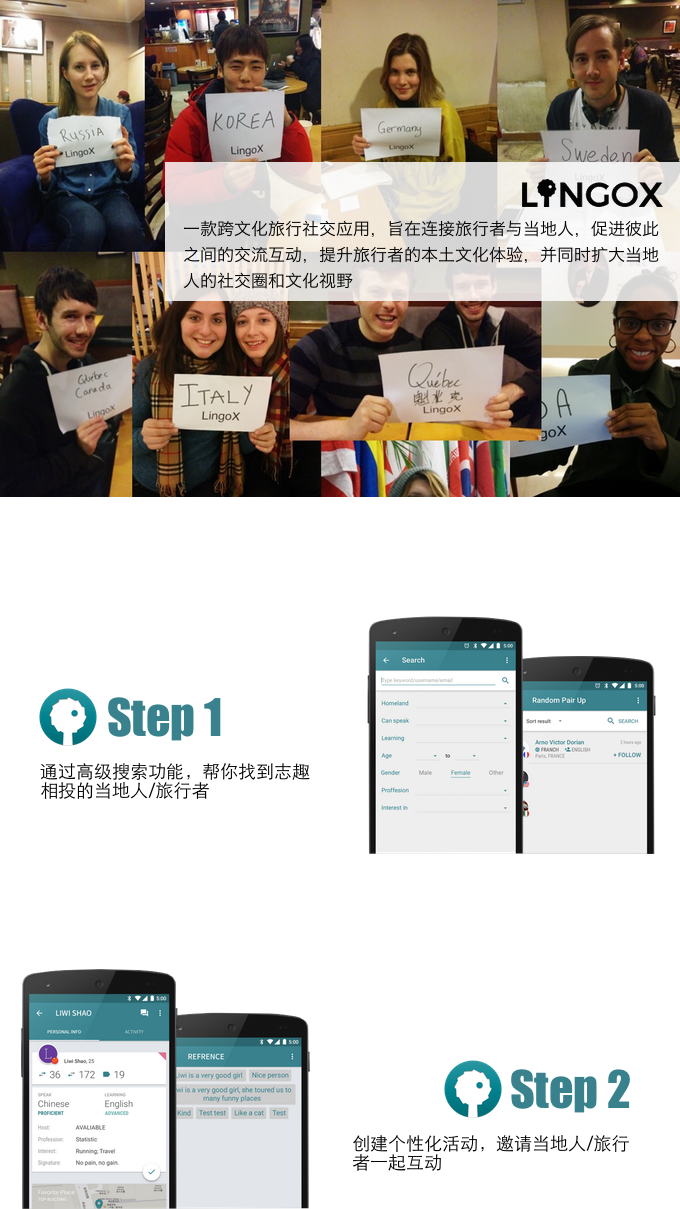 RUSSIA
LingoX
KOREA
LingoX
Germany
LingoX
Sweden
LINGOX
一款跨文化旅行社交应用，旨在连接旅行者与当地人，促进彼此
之间的交流互动，提升旅行者的本土文化体验，并同时扩大当地
人的社交圈和文化视野
Québec
Canada
LingoX
ITALY
LingoX
Québec
LingoX
DA
goX
Step 1
通过高级搜索功能，帮你找到志趣
相投的当地人/旅行者
5:00
Search
Type keyword/username/email
Homeland
Can speak
Learning
Age to
Gender Male Female Other
Proffesion
Interest in
5:00
Random Pair Up
Sort result SEARCH
Arno Victor Dorian 2 hours ago
FRANCH ENGLISH
Paris, FRANCE + FOLLOW
5:00
LIWI SHAO
PERSONAL INFO ACTIVITY
L
Liwi Shao, 25
36 172 19
SPEAK LEARNING
Chinese English
PROFICIENT ADVANCED
Host: AVALIABLE
Profession: Statistic
Interest: Running; Travel
Signature: No pain, no gain.
Favorite Place
5:00
REFRENCE
Liwi is a very good girl Nice person
iwi is a very good girl, she toured us to
many funny places
Kind Test test Like a cat Test
Step 2
创建个性化活动，邀请当地人/旅行
者一起互动